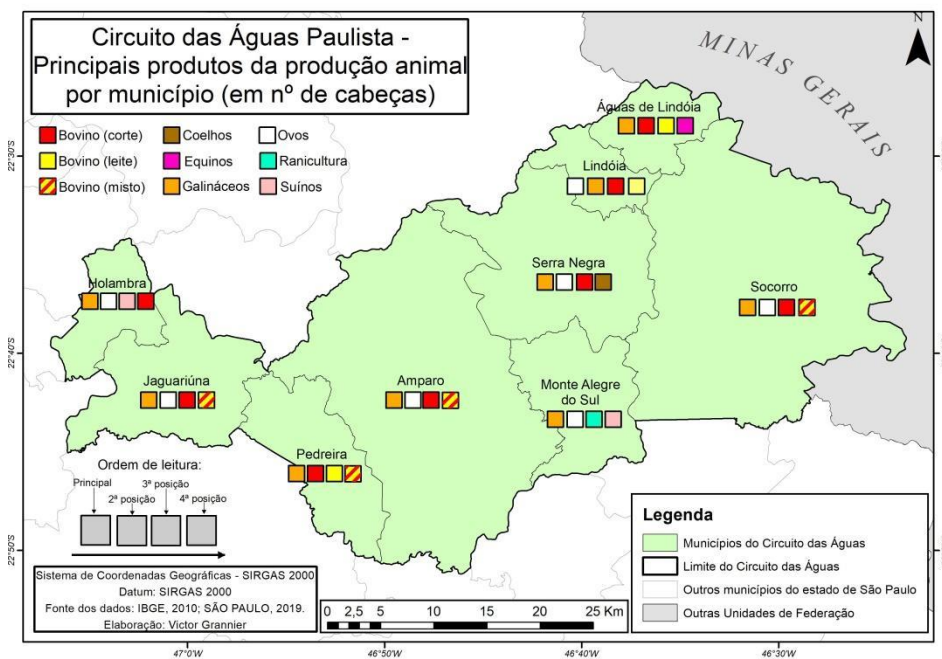 Circuito das Águas Paulista -
Principais produtos da produção animal
por município (em nº de cabeças)
Bovino (corte)
Coelhos
Ovos
Bovino (leite)
Equinos
Ranicultura
Bovino (misto)
Galináceos
Suínos
N
MINAS GERAIS
Águas de Lindóia
Lindóia
Serra Negra
Socorro
Holambra
Jaguariúna
Amparo
Monte Alegre
do Sul
Pedreira
22°30'S
22°30'S
22°40'S
22°40'S
22°50'S
22°50'S
Ordem de leitura:
Principal
3ª posição
2ª posição
4ª posição
Sistema de Coordenadas Geográficas - SIRGAS 2000
Datum: SIRGAS 2000
Fonte dos dados: IBGE, 2010; SÃO PAULO, 2019.
Elaboração: Victor Grannier
0 2,5 5 10 15 20 25 Km
Legenda
Municípios do Circuito das Águas
Limite do Circuito das Águas
Outros municípios do estado de São Paulo
Outras Unidades de Federação
47°0'W
46°50'W
46°40'W
46°30'W